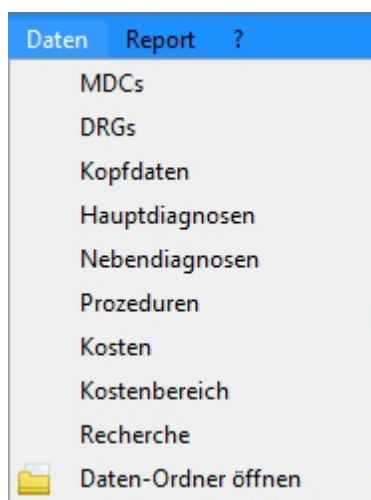 Daten Report ?
MDCs
DRGs
Kopfdaten
Hauptdiagnosen
Nebendiagnosen
Prozeduren
Kosten
Kostenbereich
Recherche
Daten-Ordner öffnen